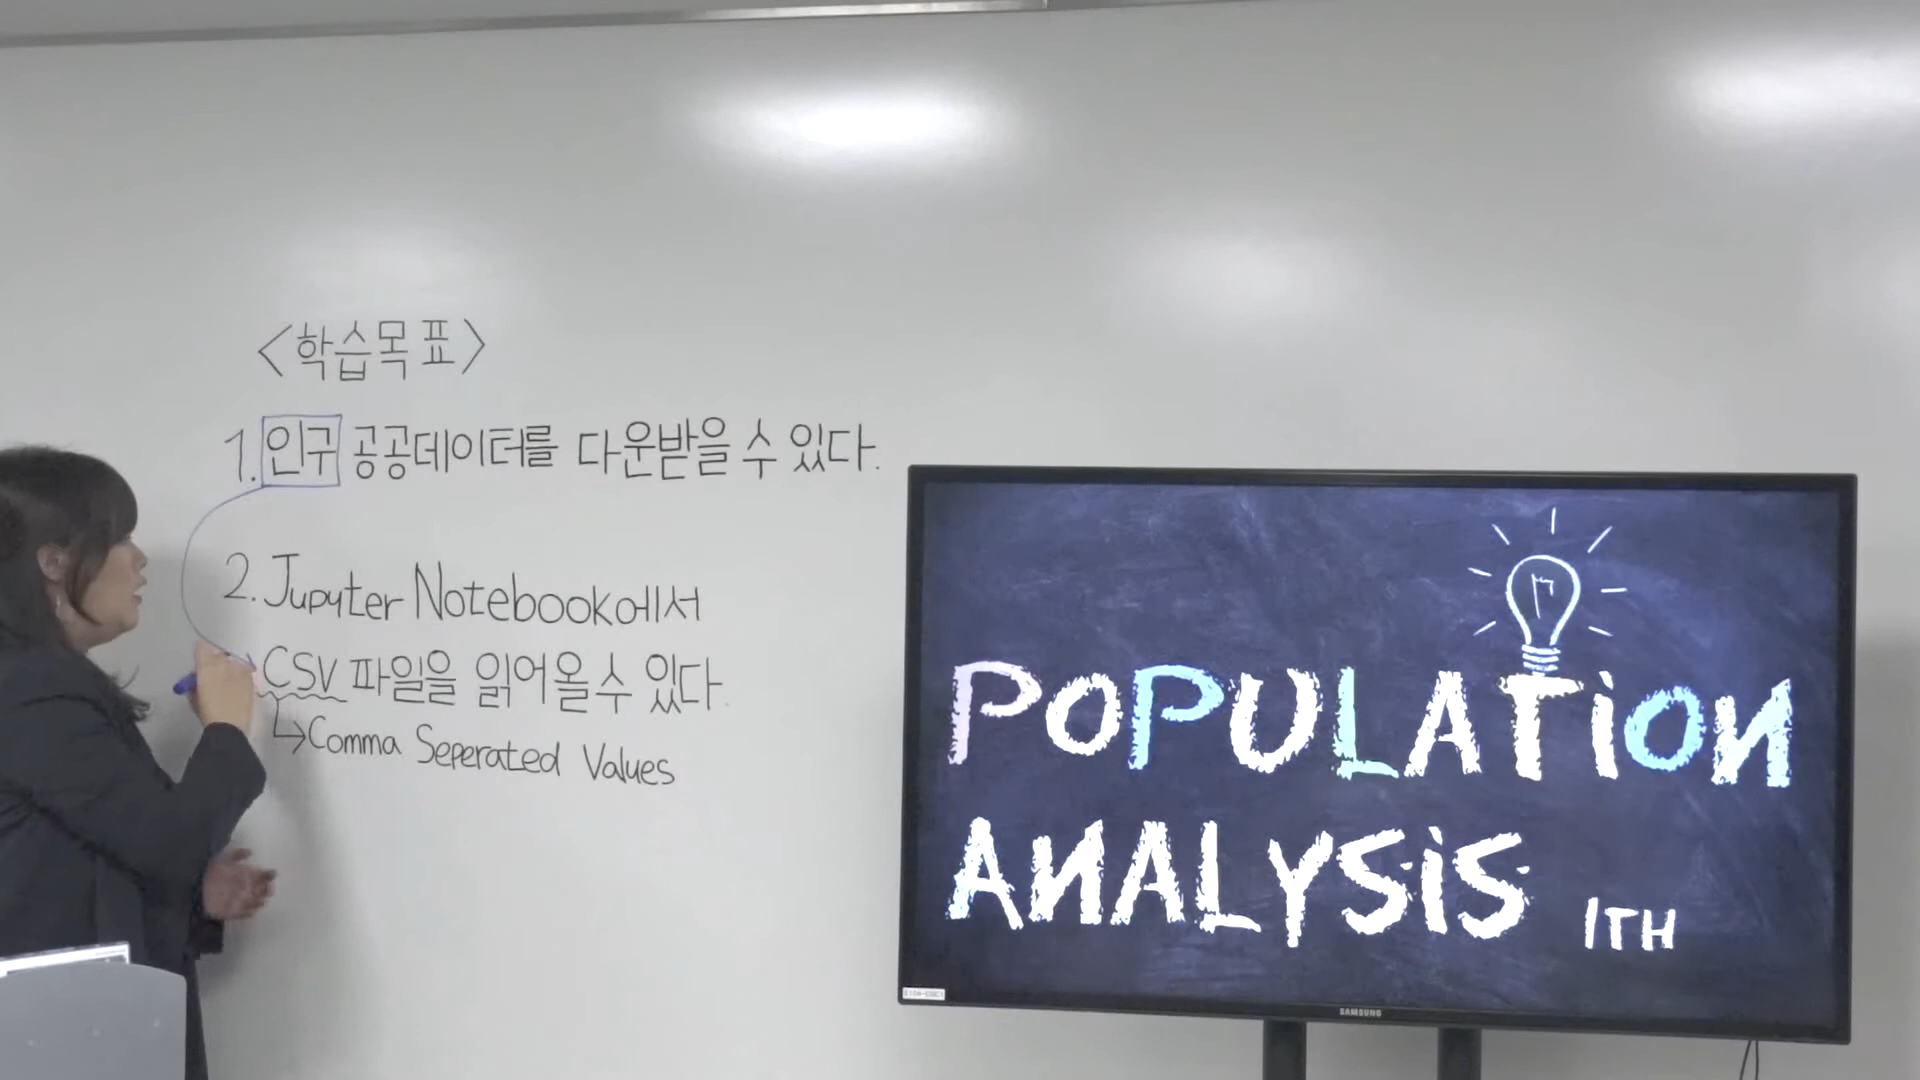 <학습목표>
1. 인구 공공데이터를 다운받을 수 있다.
2. Jupyter Notebook에서
CSV 파일을 읽어올 수 있다.
↳ Comma Seperated Values
POPULATiON
ANALYSiS 1TH
SAMSUNG